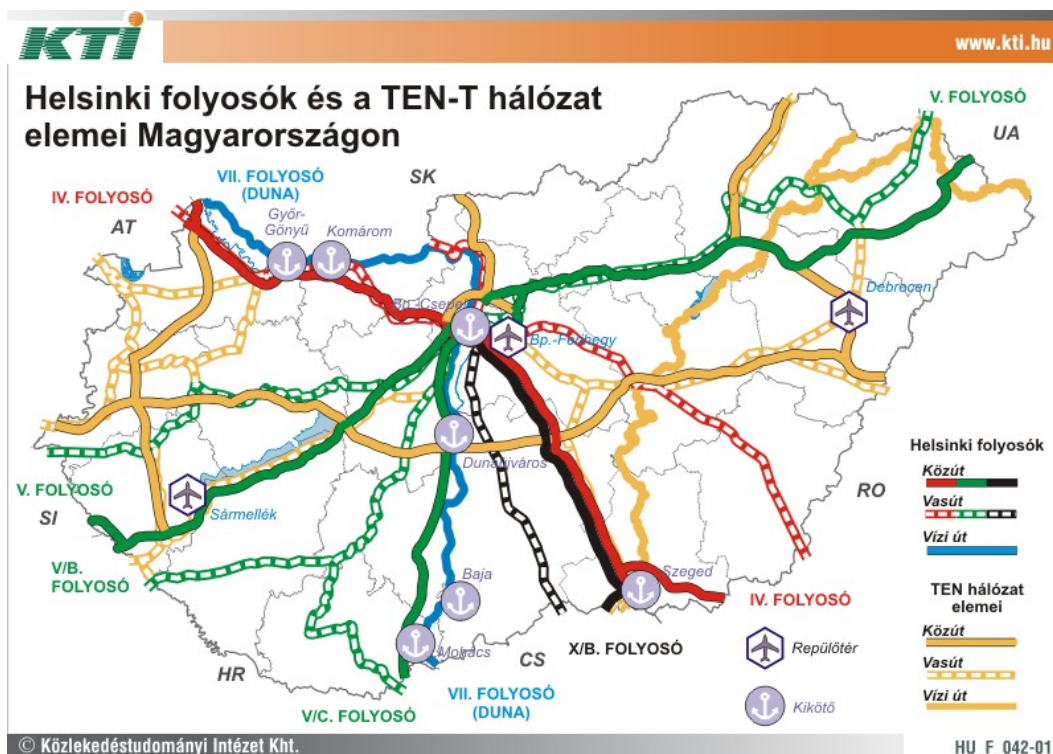 KTI
www.kti.hu
Helsinki folyosók és a TEN-T hálózat
elemei Magyarországon
V. FOLYOSÓ
UA
VII. FOLYOSÓ
(DUNA)
SK
IV. FOLYOSÓ
AT
Győr-
Gönyű
Komárom
Bp.-Csepel
Bp.-Ferihegy
Debrecen
Dunaújváros
V. FOLYOSÓ
SI
Sármellék
RO
V/B.
FOLYOSÓ
Baja
Szeged
IV. FOLYOSÓ
Mohács
X/B. FOLYOSÓ
CS
HR
VII. FOLYOSÓ
(DUNA)
V/C. FOLYOSÓ
Helsinki folyosók
Közút
Vasút
Vízi út
TEN hálózat
elemei
Közút
Vasút
Vízi út
Repülőtér
Kikötő
© Közlekedéstudományi Intézet Kht.
HU_F_042-01